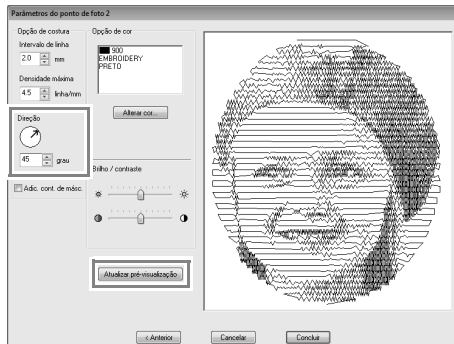 Parâmetros do ponto de foto 2
Opção de costura
Intervalo de linha
2.0 mm
Densidade máxima
4.5 linha/mm
Direção
45 grau
Adic. cont. de másc.
Opção de cor
900
EMBROIDERY
PRETO
Alterar cor...
Brilho / contraste
Atualizar pré-visualização
< Anterior
Cancelar
Concluir